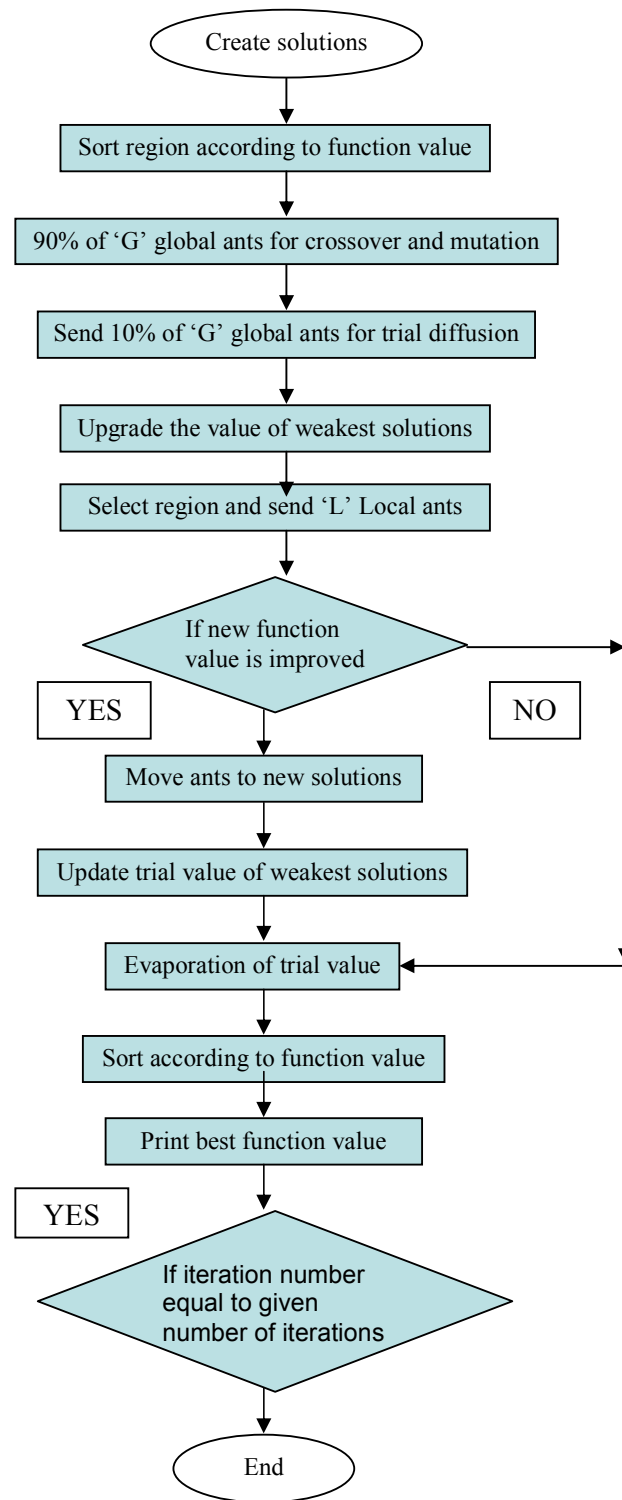 Create solutions
Sort region according to function value
90% of ‘G’ global ants for crossover and mutation
Send 10% of ‘G’ global ants for trial diffusion
Upgrade the value of weakest solutions
Select region and send ‘L’ Local ants
If new function
value is improved
YES
NO
Move ants to new solutions
Update trial value of weakest solutions
Evaporation of trial value
Sort according to function value
Print best function value
YES
If iteration number
equal to given
number of iterations
End